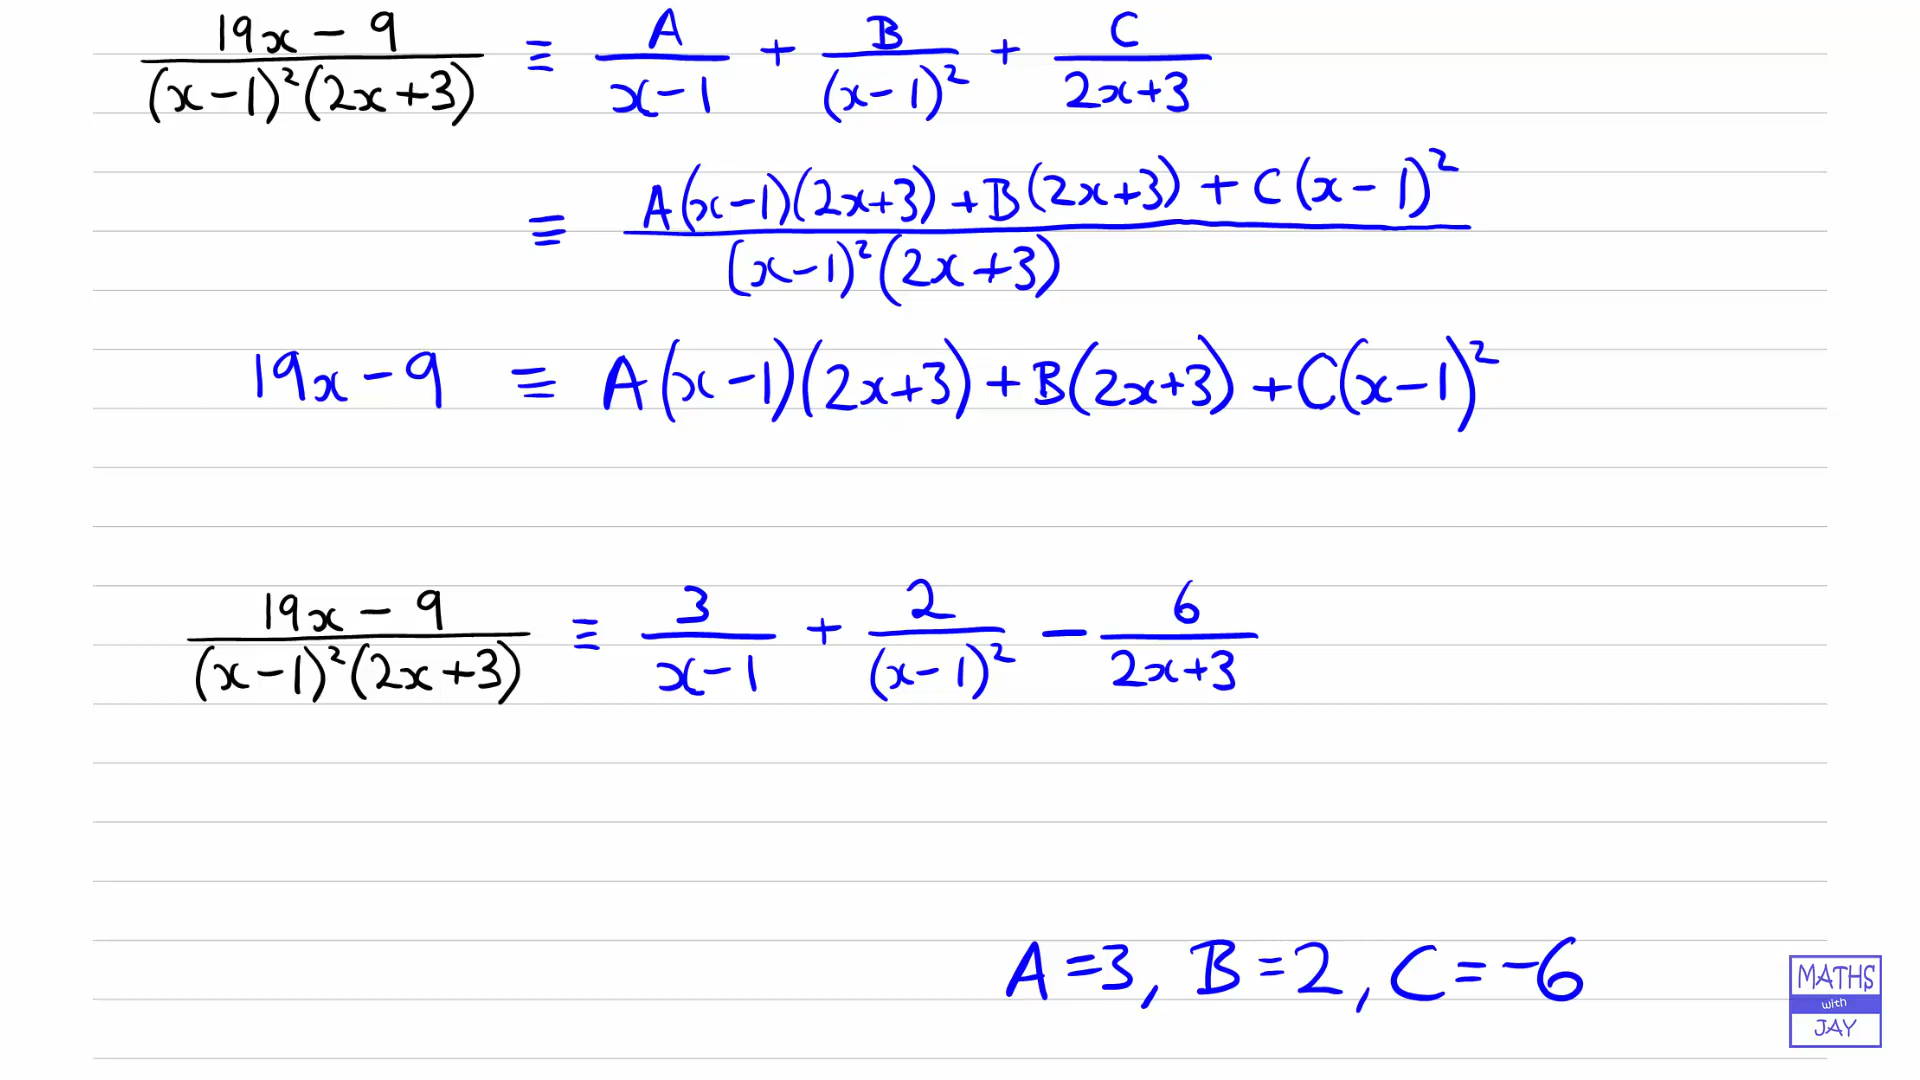 19x − 9 / (x−1)²(2x+3) ≡ A / x−1 + B / (x−1)² + C / 2x+3
≡ A(x−1)(2x+3) + B(2x+3) + C(x−1)² / (x−1)²(2x+3)
19x − 9 ≡ A(x−1)(2x+3) + B(2x+3) + C(x−1)²
19x − 9 / (x−1)²(2x+3) ≡ 3 / x−1 + 2 / (x−1)² − 6 / 2x+3
A=3, B=2, C=−6
MATHS
with
JAY